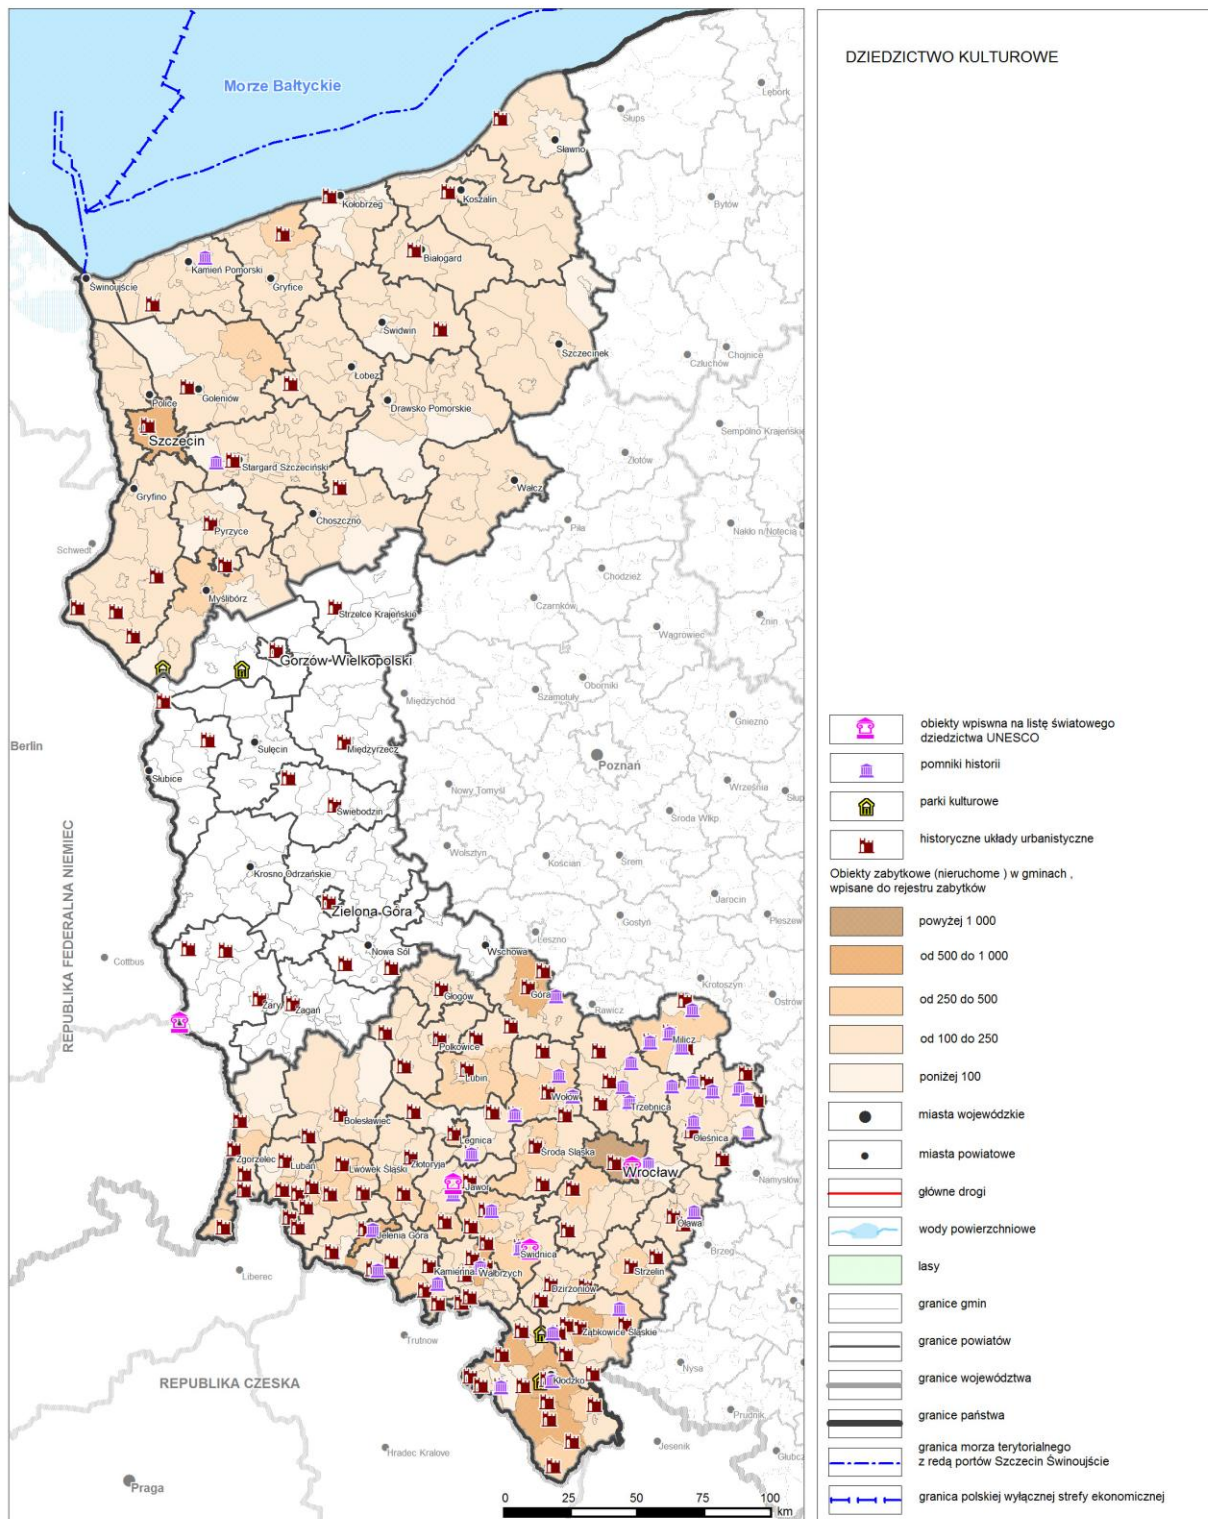 DZIEDZICTWO KULTUROWE
Morze Bałtyckie
Lębork
Słups
Sławno
Bytów
Kołobrzeg
Koszalin
Białogard
Kamień Pomorski
Świnoujście
Gryfice
Świdwin
Szczecinek
Człuchów
Chojnice
Łobez
Goleniów
Police
Drawsko Pomorskie
Szczecin
Sempólno Krajeńskie
Złotów
Stargard Szczeciński
Wałcz
Gryfino
Choszczno
Piła
Pyrzyce
Nakło n/Notecią
Schwedt
Chodzież
Myślibórz
Czarnków
Strzelce Krajeńskie
Żnin
Wągrowiec
Gorzów Wielkopolski
Oborniki
Międzychód
Szamotuły
Gniezno
Berlin
Sulęcin
Międzyrzecz
Poznań
Słubice
Nowy Tomyśl
Września
Słup
Świebodzin
Środa Wlkp.
Wolsztyn
Kościan
Śrem
Krosno Odrzańskie
Jarocin
Zielona Góra
Gostyń
Pleszew
REPUBLIKA FEDERALNA NIEMIEC
Leszno
Nowa Sól
Wschowa
Cottbus
Krotoszyn
Głogów
Góra
Rawicz
Ostrów
Żary
Żagań
Polkowice
Milicz
Lubin
Wołów
Trzebnica
Bolesławiec
Legnica
Oleśnica
Zgorzelec
Lubań
Lwówek Śląski
Złotoryja
Środa Śląska
Wrocław
Namysłów
Jawor
Oława
Jelenia Góra
Świdnica
Brzeg
Liberec
Kamienna
Wałbrzych
Strzelin
Dzirżoniów
Trutnov
Ząbkowice Śląskie
Nysa
REPUBLIKA CZESKA
Kłodzko
Prudnik
Hradec Kralove
Jesenik
Głubcz
Praga
0 25 50 75 100
km
obiekty wpiswna na listę światowego
dziedzictwa UNESCO
pomniki historii
parki kulturowe
historyczne układy urbanistyczne
Obiekty zabytkowe (nieruchome ) w gminach ,
wpisane do rejestru zabytków
powyżej 1 000
od 500 do 1 000
od 250 do 500
od 100 do 250
poniżej 100
miasta wojewódzkie
miasta powiatowe
główne drogi
wody powierzchniowe
lasy
granice gmin
granice powiatów
granice województwa
granice państwa
granica morza terytorialnego
z redą portów Szczecin Świnoujście
granica polskiej wyłącznej strefy ekonomicznej